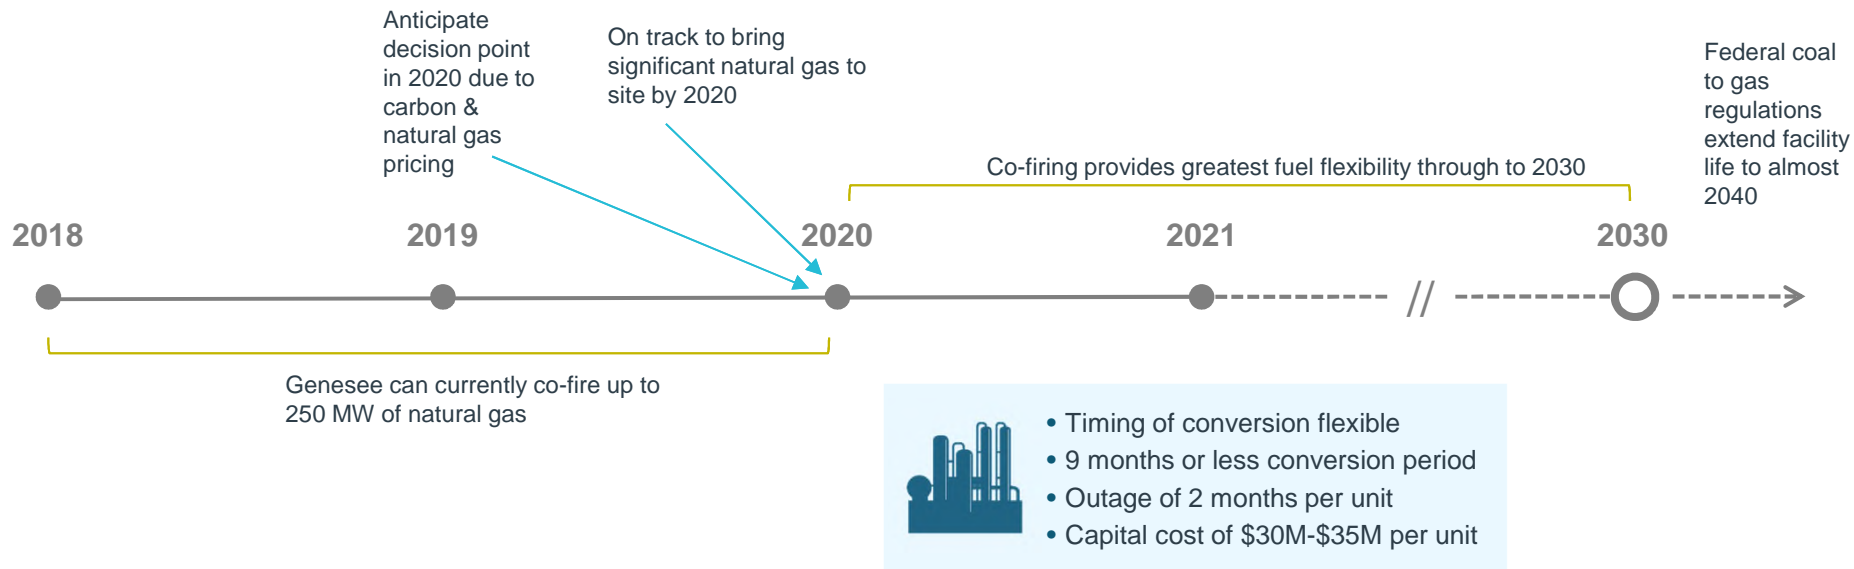 Anticipate
decision point
in 2020 due to
carbon &
natural gas
pricing
On track to bring
significant natural gas to
site by 2020
Federal coal
to gas
regulations
extend facility
life to almost
2040
Co-firing provides greatest fuel flexibility through to 2030
2018
2019
2020
2021
2030
//
Genesee can currently co-fire up to
250 MW of natural gas
• Timing of conversion flexible
• 9 months or less conversion period
• Outage of 2 months per unit
• Capital cost of $30M-$35M per unit